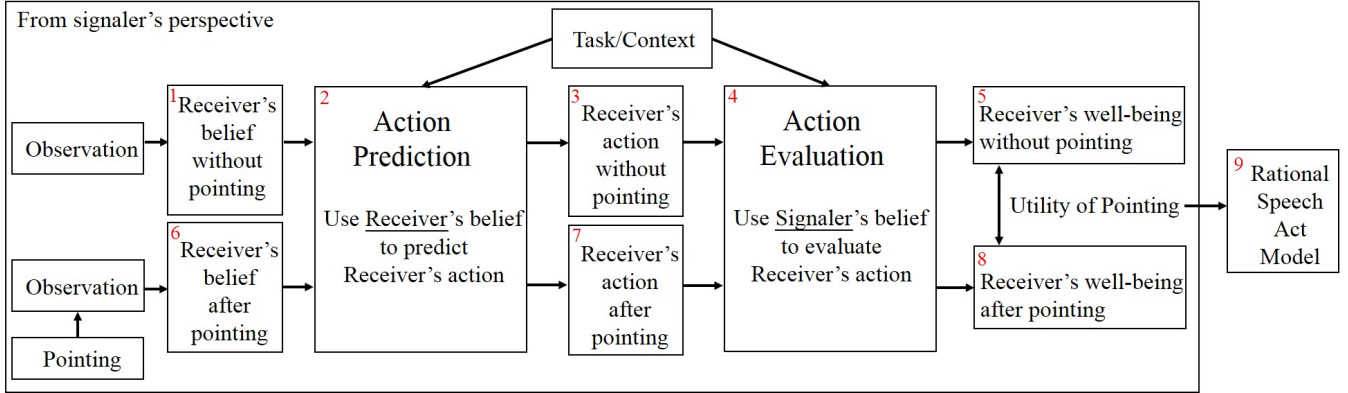 From signaler's perspective
Task/Context
Observation
1
Receiver's
belief
without
pointing
2
Action
Prediction
Use Receiver's belief
to predict
Receiver's action
3
Receiver's
action
without
pointing
4
Action
Evaluation
Use Signaler's belief
to evaluate
Receiver's action
5
Receiver's well-being
without pointing
Utility of Pointing
9
Rational
Speech
Act
Model
Observation
Pointing
6
Receiver's
belief
after
pointing
7
Receiver's
action
after
pointing
8
Receiver's well-being
after pointing